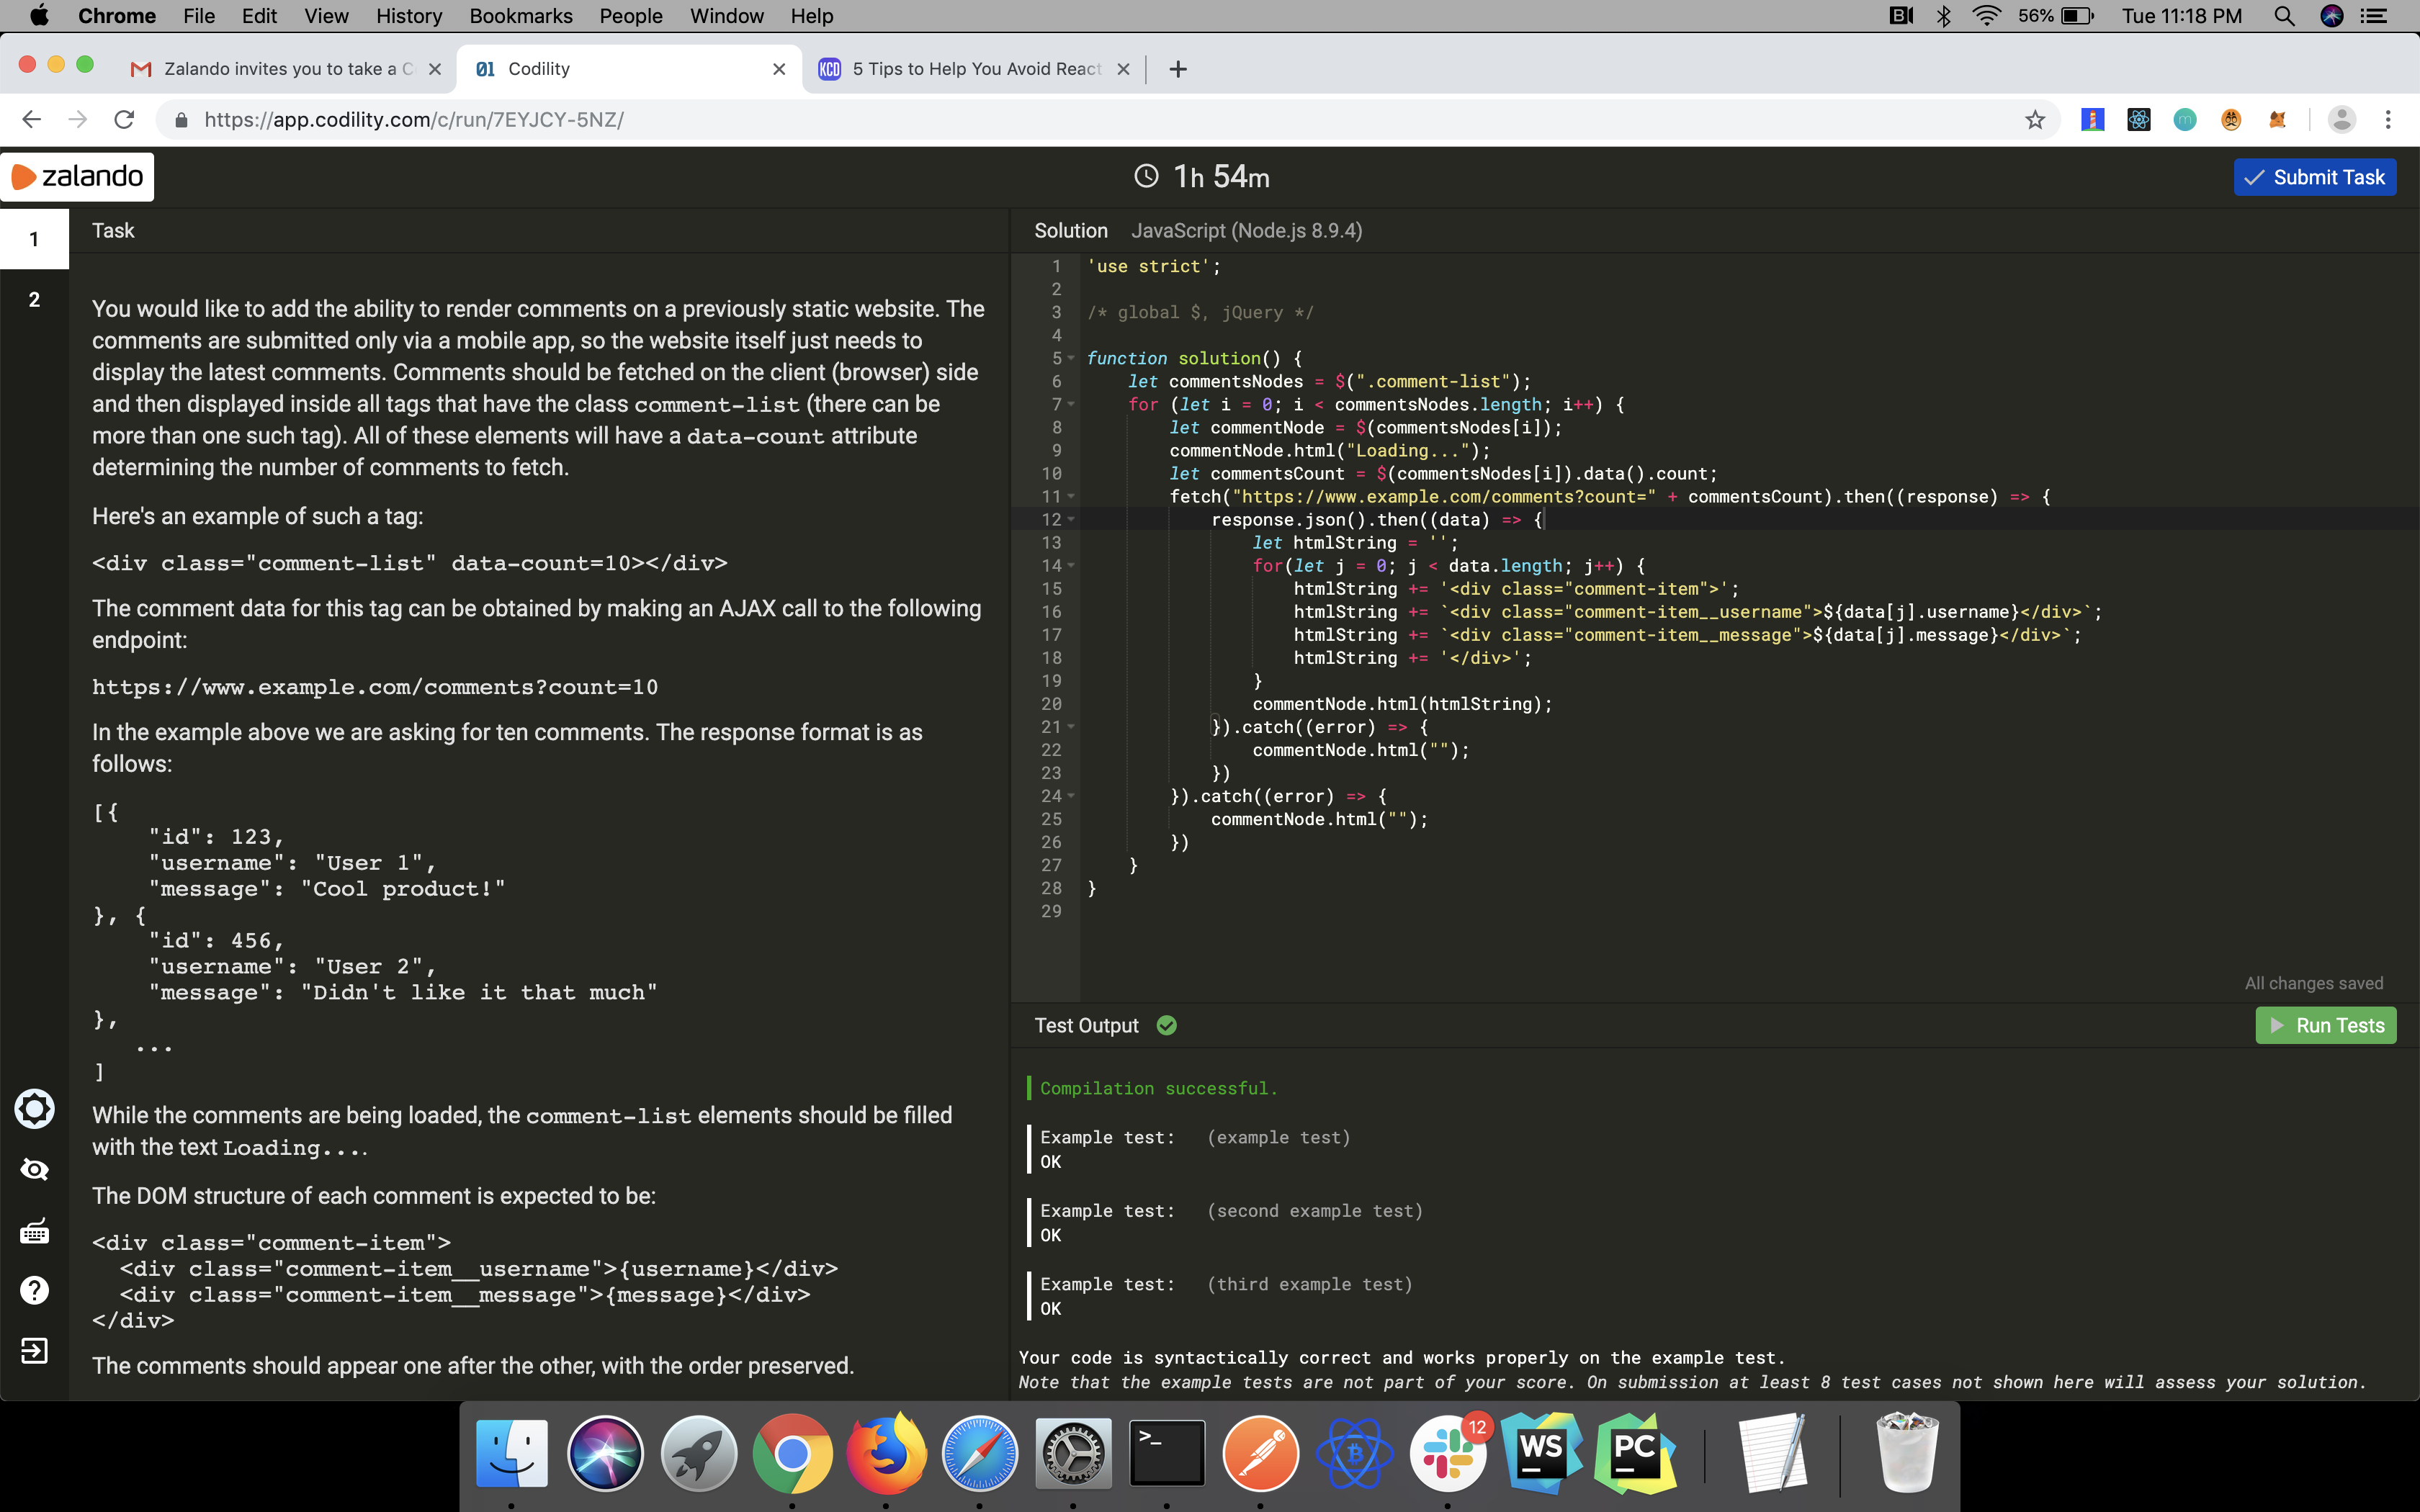 Chrome File Edit View History Bookmarks People Window Help
56% Tue 11:18 PM
Zalando invites you to take a C
01 Codility
KCD 5 Tips to Help You Avoid React
https://app.codility.com/c/run/7EYJCY-5NZ/
zalando
1h 54m
Submit Task
1
2
Task
You would like to add the ability to render comments on a previously static website. The
comments are submitted only via a mobile app, so the website itself just needs to
display the latest comments. Comments should be fetched on the client (browser) side
and then displayed inside all tags that have the class comment-list (there can be
more than one such tag). All of these elements will have a data-count attribute
determining the number of comments to fetch.
Here's an example of such a tag:
<div class="comment-list" data-count=10></div>
The comment data for this tag can be obtained by making an AJAX call to the following
endpoint:
https://www.example.com/comments?count=10
In the example above we are asking for ten comments. The response format is as
follows:
[{
"id": 123,
"username": "User 1",
"message": "Cool product!"
}, {
"id": 456,
"username": "User 2",
"message": "Didn't like it that much"
},
...
]
While the comments are being loaded, the comment-list elements should be filled
with the text Loading....
The DOM structure of each comment is expected to be:
<div class="comment-item">
<div class="comment-item__username">{username}</div>
<div class="comment-item__message">{message}</div>
</div>
The comments should appear one after the other, with the order preserved.
Solution JavaScript (Node.js 8.9.4)
1 'use strict';
2
3 /* global $, jQuery */
4
5 function solution() {
6 let commentsNodes = $(".comment-list");
7 for (let i = 0; i < commentsNodes.length; i++) {
8 let commentNode = $(commentsNodes[i]);
9 commentNode.html("Loading...");
10 let commentsCount = $(commentsNodes[i]).data().count;
11 fetch("https://www.example.com/comments?count=" + commentsCount).then((response) => {
12 response.json().then((data) => {
13 let htmlString = '';
14 for(let j = 0; j < data.length; j++) {
15 htmlString += '<div class="comment-item">';
16 htmlString += `<div class="comment-item__username">${data[j].username}</div>`;
17 htmlString += `<div class="comment-item__message">${data[j].message}</div>`;
18 htmlString += '</div>';
19 }
20 commentNode.html(htmlString);
21 }).catch((error) => {
22 commentNode.html("");
23 })
24 }).catch((error) => {
25 commentNode.html("");
26 })
27 }
28 }
29
All changes saved
Test Output
Run Tests
Compilation successful.
Example test: (example test)
OK
Example test: (second example test)
OK
Example test: (third example test)
OK
Your code is syntactically correct and works properly on the example test.
Note that the example tests are not part of your score. On submission at least 8 test cases not shown here will assess your solution.
>_
12
WS
PC